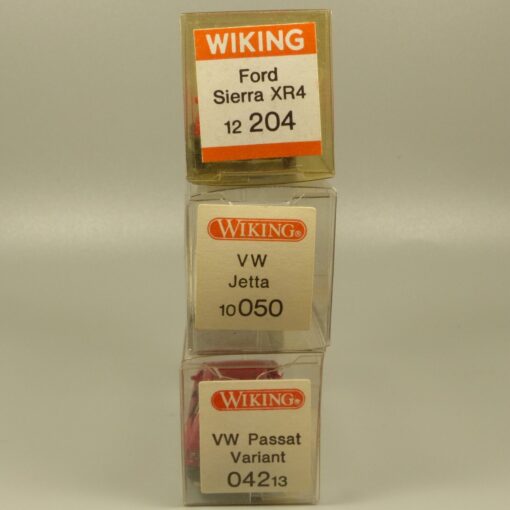 WIKING
Ford
Sierra XR4
12 204
WIKING®
VW
Jetta
10 050
WIKING®
VW Passat
Variant
042 13